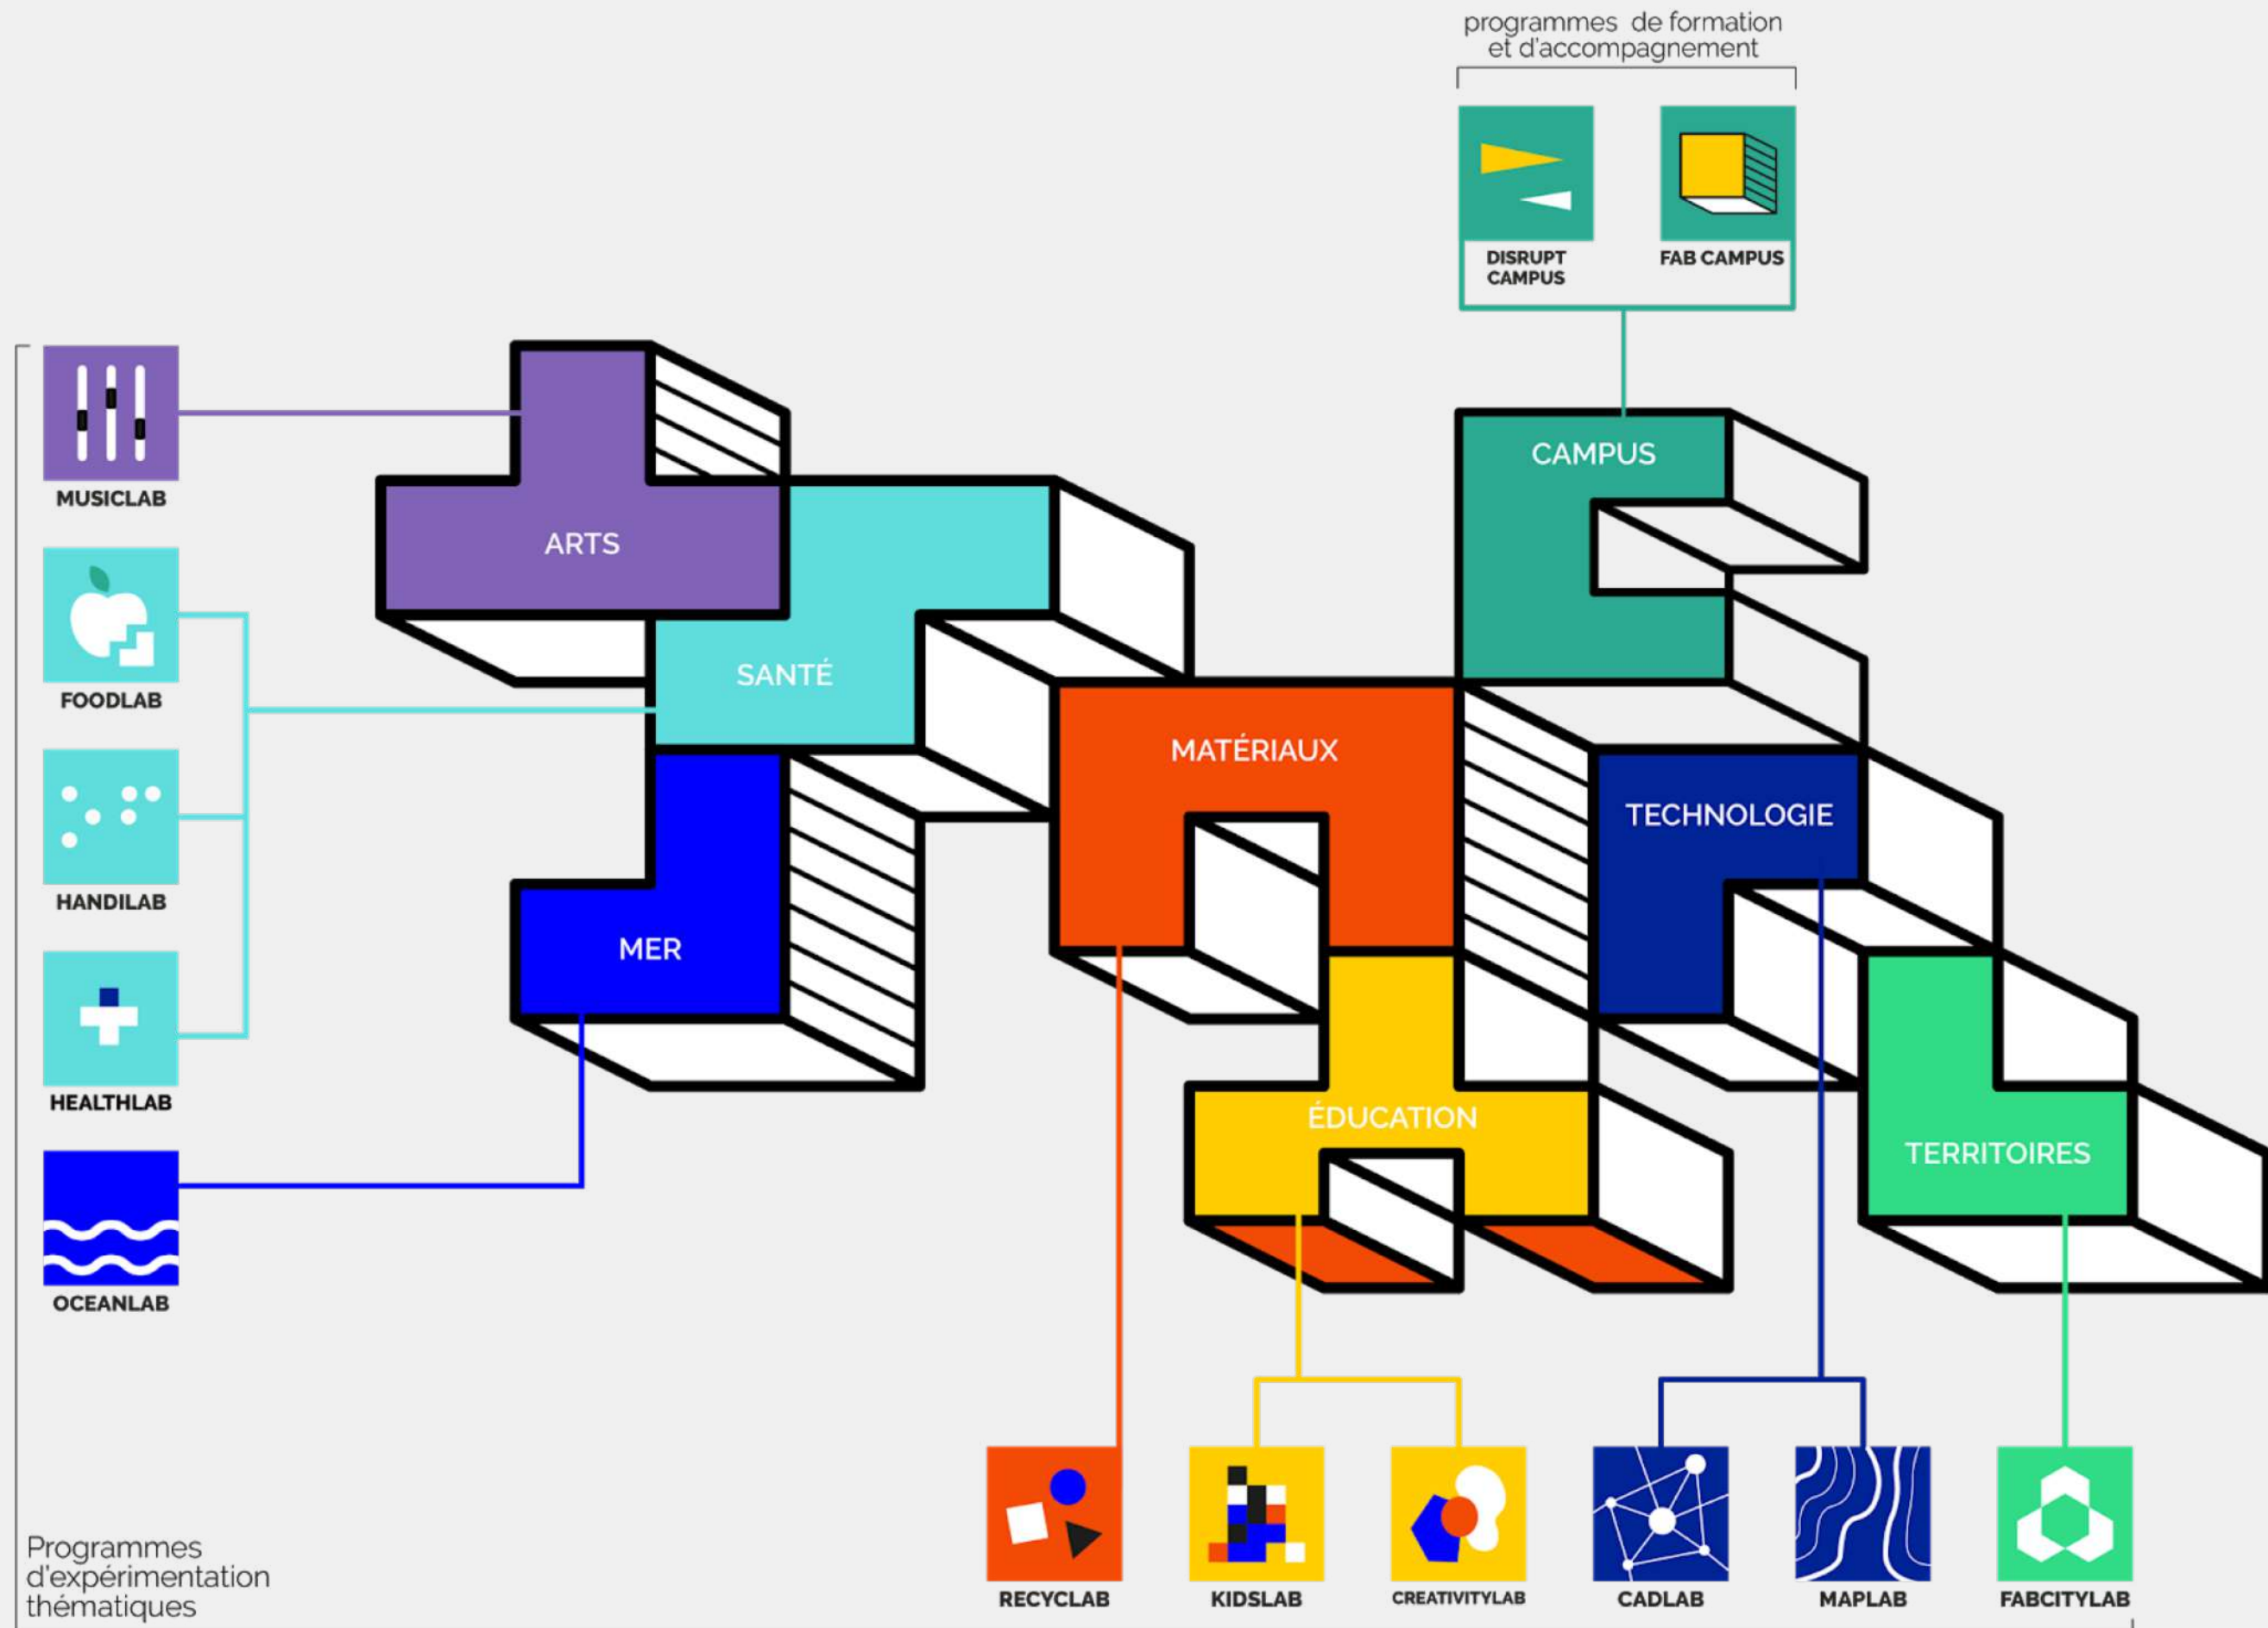 programmes de formation
et d'accompagnement
DISRUPT
CAMPUS
FAB CAMPUS
MUSICLAB
FOODLAB
HANDILAB
HEALTHLAB
OCEANLAB
ARTS
SANTÉ
MER
MATÉRIAUX
CAMPUS
TECHNOLOGIE
ÉDUCATION
TERRITOIRES
Programmes
d'expérimentation
thématiques
RECYCLAB
KIDSLAB
CREATIVITYLAB
CADLAB
MAPLAB
FABCITYLAB